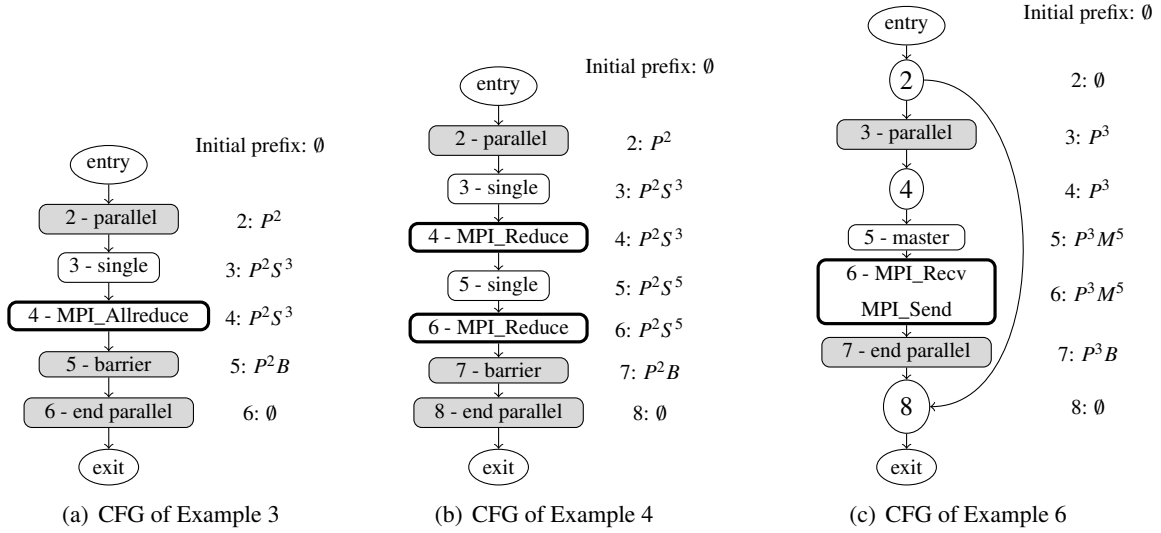 Initial prefix: ∅
entry
2 - parallel
2: P²
3 - single
3: P²S³
4 - MPI_Allreduce
4: P²S³
5 - barrier
5: P²B
6 - end parallel
6: ∅
exit
(a) CFG of Example 3
Initial prefix: ∅
entry
2 - parallel
2: P²
3 - single
3: P²S³
4 - MPI_Reduce
4: P²S³
5 - single
5: P²S⁵
6 - MPI_Reduce
6: P²S⁵
7 - barrier
7: P²B
8 - end parallel
8: ∅
exit
(b) CFG of Example 4
Initial prefix: ∅
entry
2
2: ∅
3 - parallel
3: P³
4
4: P³
5 - master
5: P³M⁵
6 - MPI_Recv
MPI_Send
6: P³M⁵
7 - end parallel
7: P³B
8
8: ∅
exit
(c) CFG of Example 6